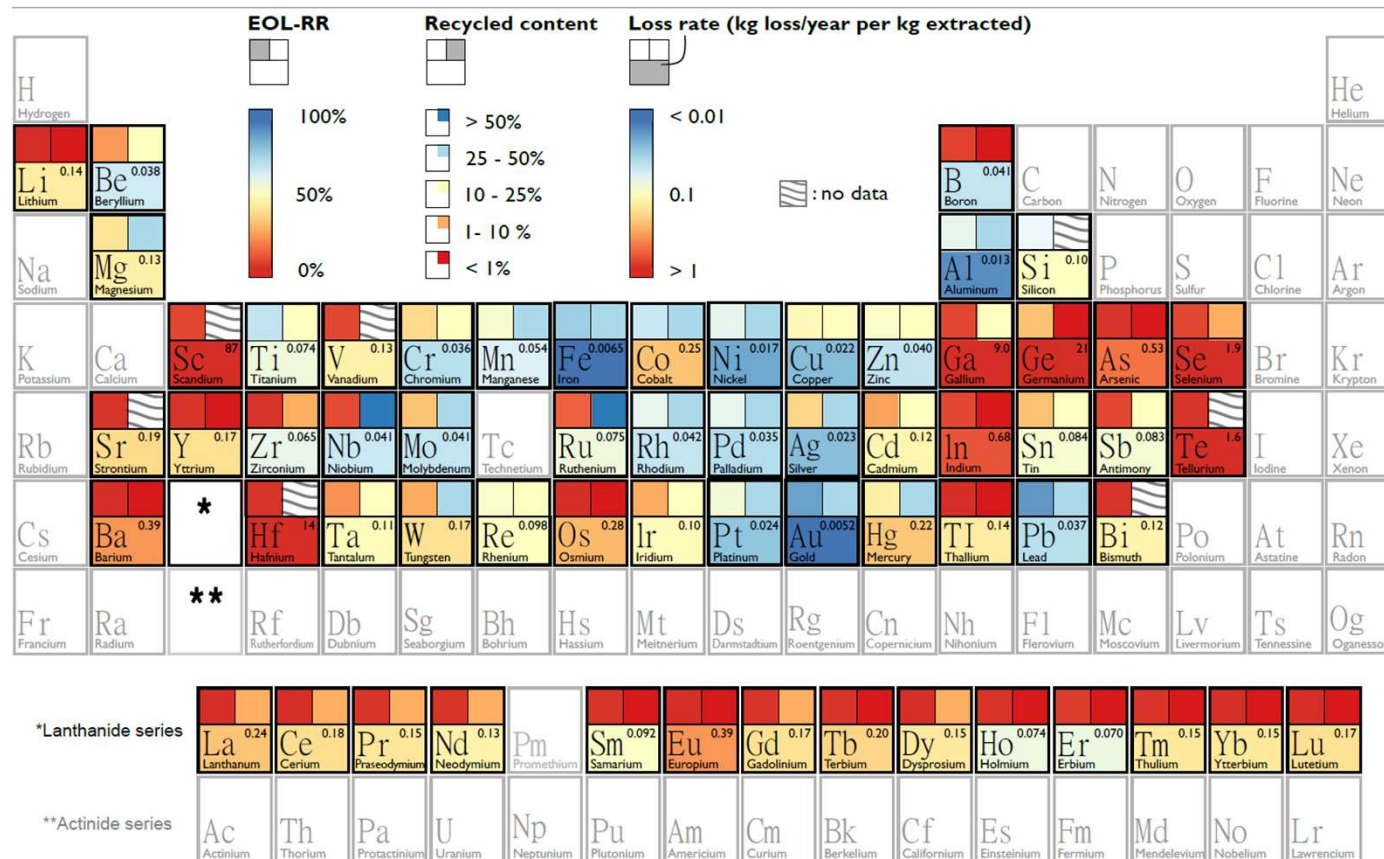 EOL-RR Recycled content Loss rate (kg loss/year per kg extracted)
100% > 50% < 0.01
25 - 50%
50% 10 - 25% 0.1 : no data
1- 10 %
0% < 1% > 1
H He
Hydrogen Helium
Li 0.14 Be 0.038 B 0.041 C N O F Ne
Lithium Beryllium Boron Carbon Nitrogen Oxygen Fluorine Neon
Na Mg 0.13 Al 0.013 Si 0.10 P S Cl Ar
Sodium Magnesium Aluminum Silicon Phosphorus Sulfur Chlorine Argon
K Ca Sc 87 Ti 0.074 V 0.13 Cr 0.036 Mn 0.054 Fe 0.0065 Co 0.25 Ni 0.017 Cu 0.022 Zn 0.040 Ga 9.0 Ge 21 As 0.53 Se 1.9 Br Kr
Potassium Calcium Scandium Titanium Vanadium Chromium Manganese Iron Cobalt Nickel Copper Zinc Gallium Germanium Arsenic Selenium Bromine Krypton
Rb Sr 0.19 Y 0.17 Zr 0.065 Nb 0.041 Mo 0.041 Tc Ru 0.075 Rh 0.042 Pd 0.035 Ag 0.023 Cd 0.12 In 0.68 Sn 0.084 Sb 0.083 Te 1.6 I Xe
Rubidium Strontium Yttrium Zirconium Niobium Molybdenum Technetium Ruthenium Rhodium Palladium Silver Cadmium Indium Tin Antimony Tellurium Iodine Xenon
Cs Ba 0.39 * Hf 14 Ta 0.11 W 0.17 Re 0.098 Os 0.28 Ir 0.10 Pt 0.024 Au 0.0052 Hg 0.22 TI 0.14 Pb 0.037 Bi 0.12 Po At Rn
Cesium Barium Hafnium Tantalum Tungsten Rhenium Osmium Iridium Platinum Gold Mercury Thallium Lead Bismuth Polonium Astatine Radon
Fr Ra ** Rf Db Sg Bh Hs Mt Ds Rg Cn Nh Fl Mc Lv Ts Og
Francium Radium Rutherfordium Dubnium Seaborgium Bohrium Hassium Meitnerium Darmstadtium Roentgenium Copernicium Nihonium Flerovium Moscovium Livermorium Tennessine Oganesso
*Lanthanide series La 0.24 Ce 0.18 Pr 0.15 Nd 0.13 Pm Sm 0.092 Eu 0.39 Gd 0.17 Tb 0.20 Dy 0.15 Ho 0.074 Er 0.070 Tm 0.15 Yb 0.15 Lu 0.17
Lanthanum Cerium Praseodymium Neodymium Promethium Samarium Europium Gadolinium Terbium Dysprosium Holmium Erbium Thulium Ytterbium Lutetium
**Actinide series Ac Th Pa U Np Pu Am Cm Bk Cf Es Fm Md No Lr
Actinium Thorium Protactinium Uranium Neptunium Plutonium Americium Curium Berkelium Californium Einsteinium Fermium Mendelevium Nobelium Lawrencium